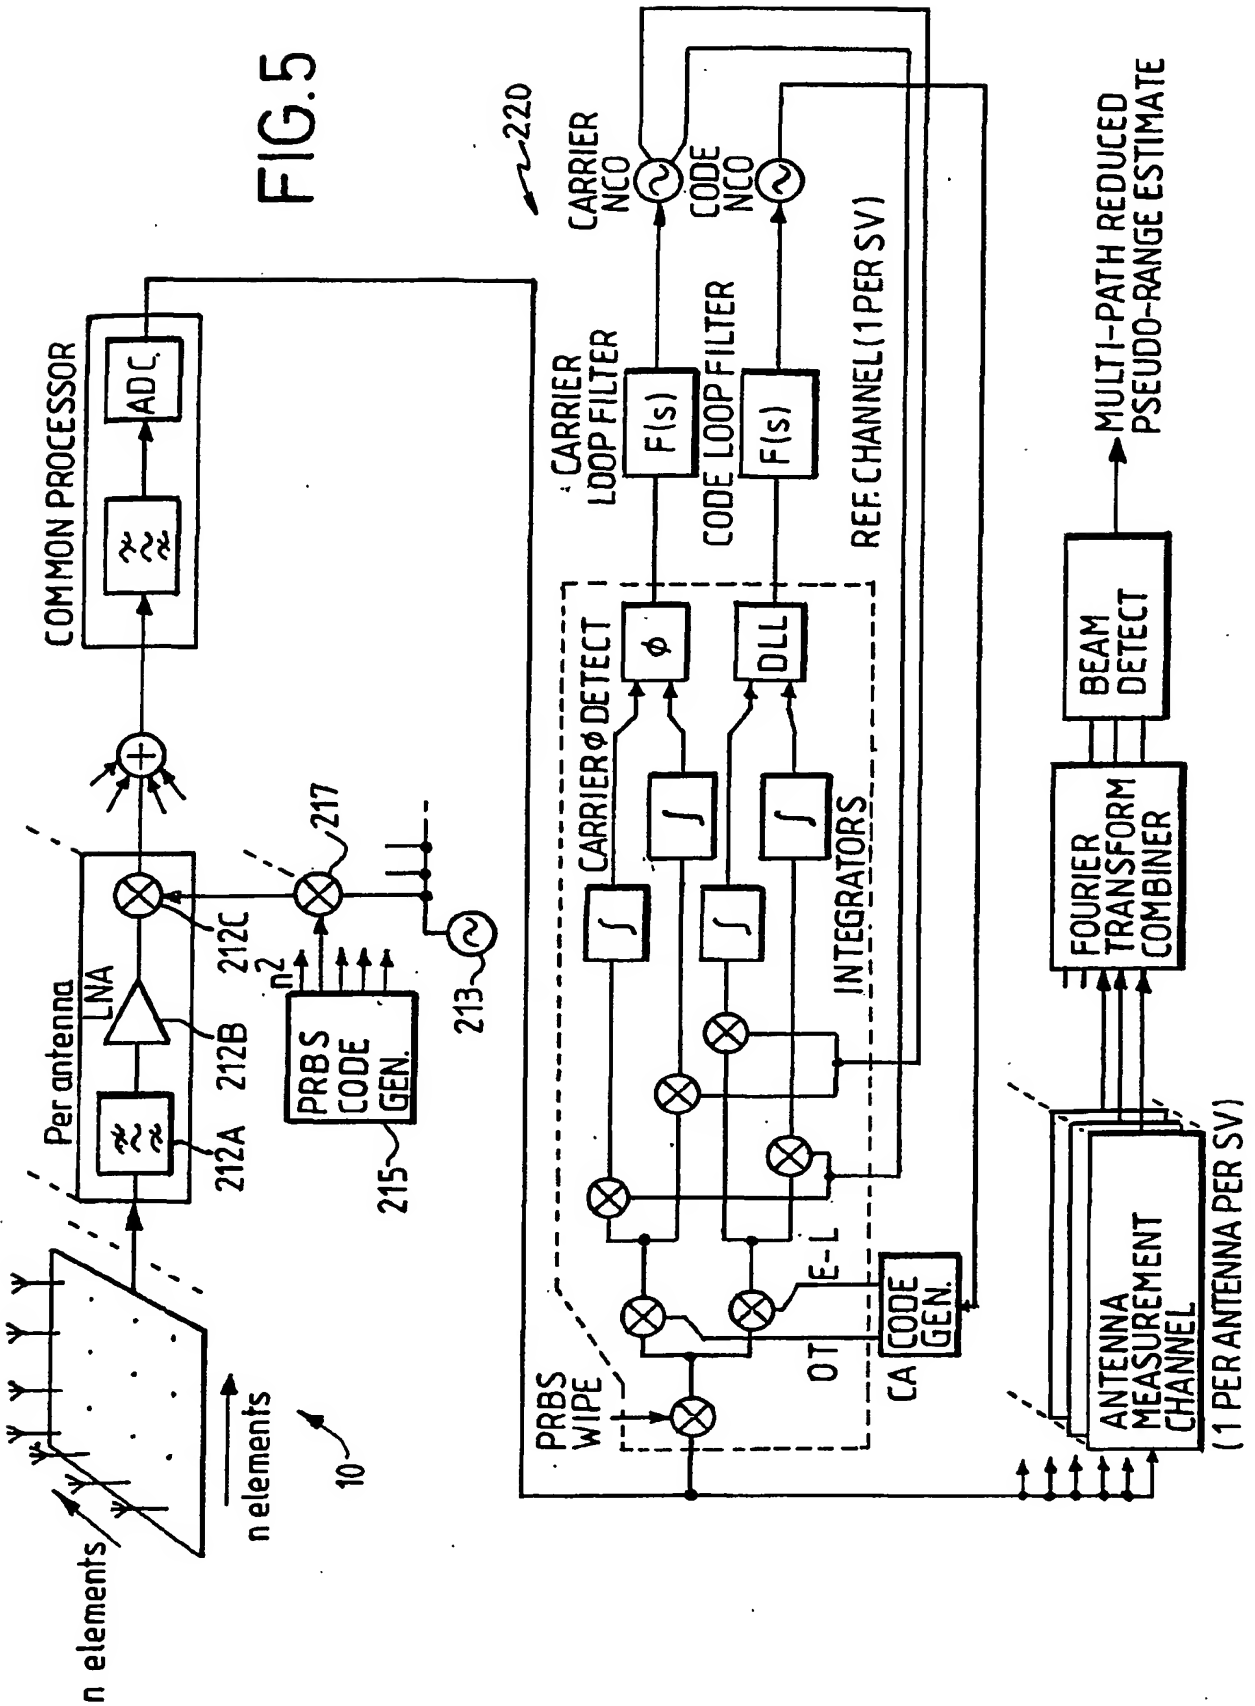 FIG.5
n elements
n elements
10
Per antenna
LNA
212A
212B
212C
n2
PRBS
CODE
GEN.
215
213
217
COMMON PROCESSOR
ADC.
220
PRBS
WIPE
OT
E-L
CA
CODE
GEN.
CARRIER Φ DETECT
∫
∫
∫
∫
INTEGRATORS
Φ
DLL
CARRIER
LOOP FILTER
F(s)
CODE LOOP FILTER
F(s)
CARRIER
NCO
CODE
NCO
REF. CHANNEL (1 PER SV)
ANTENNA
MEASUREMENT
CHANNEL
(1 PER ANTENNA PER SV)
FOURIER
TRANSFORM
COMBINER
BEAM
DETECT
MULTI-PATH REDUCED
PSEUDO-RANGE ESTIMATE